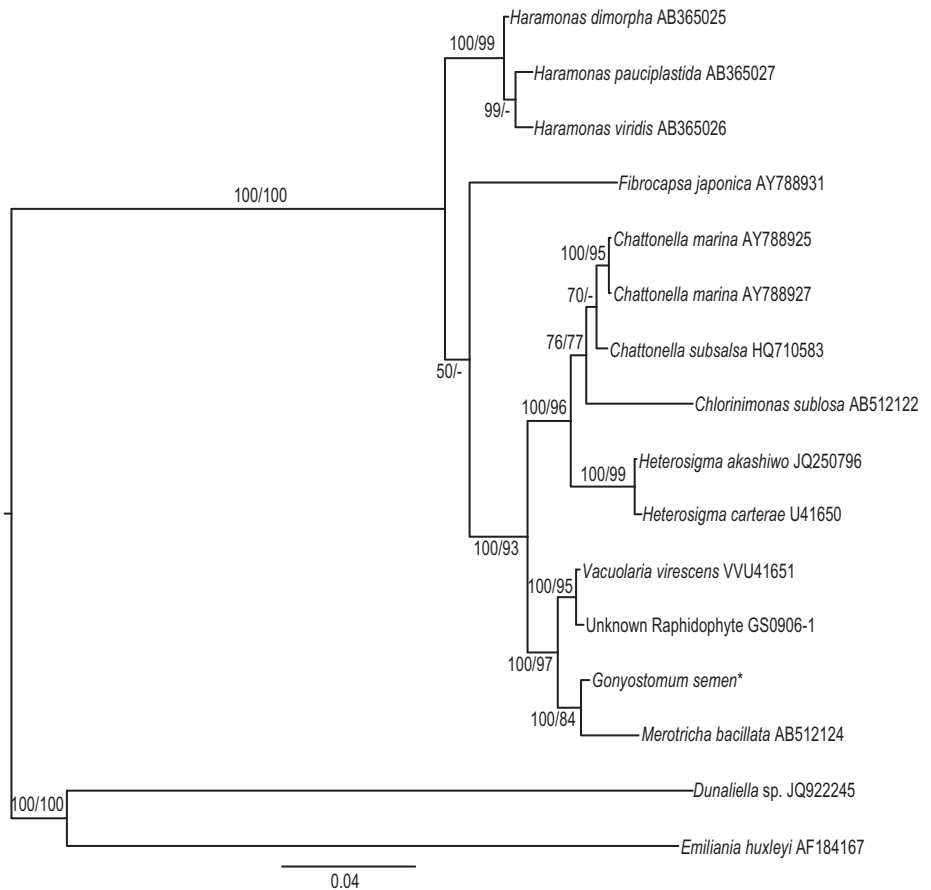 Haramonas dimorpha AB365025
100/99
Haramonas pauciplastida AB365027
99/-
Haramonas viridis AB365026
Fibrocapsa japonica AY788931
100/100
Chattonella marina AY788925
100/95
Chattonella marina AY788927
70/-
76/77
Chattonella subsalsa HQ710583
50/-
Chlorinimonas sublosa AB512122
100/96
Heterosigma akashiwo JQ250796
100/99
Heterosigma carterae U41650
100/93
Vacuolaria virescens VVU41651
100/95
Unknown Raphidophyte GS0906-1
100/97
Gonyostomum semen*
100/84
Merotricha bacillata AB512124
Dunaliella sp. JQ922245
100/100
Emiliania huxleyi AF184167
0.04